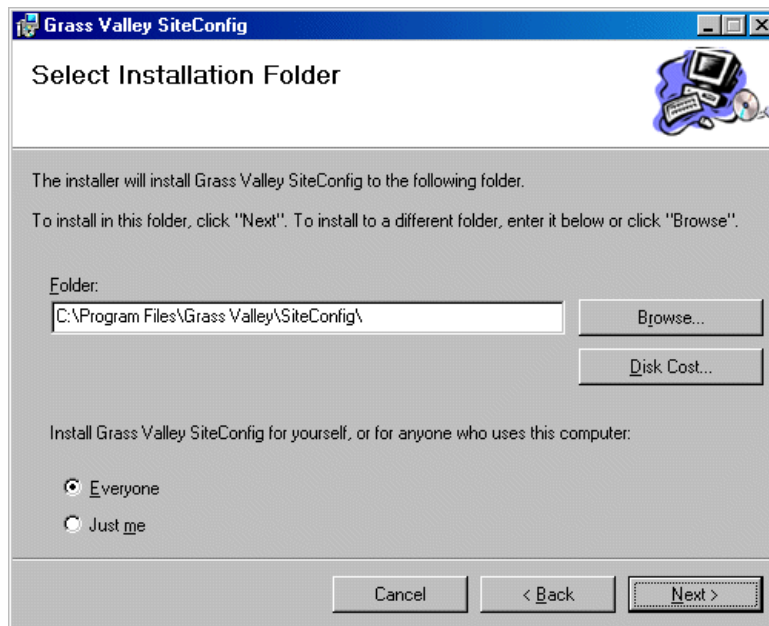 Grass Valley SiteConfig
Select Installation Folder
The installer will install Grass Valley SiteConfig to the following folder.
To install in this folder, click "Next". To install to a different folder, enter it below or click "Browse".
Folder:
C:\Program Files\Grass Valley\SiteConfig\
Browse...
Disk Cost...
Install Grass Valley SiteConfig for yourself, or for anyone who uses this computer:
Everyone
Just me
Cancel
< Back
Next >